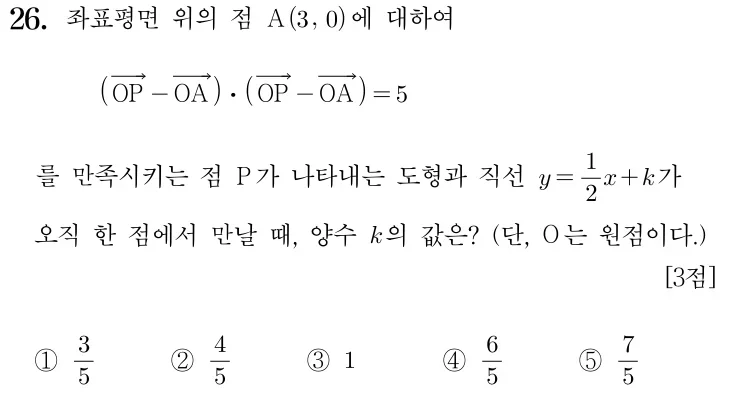 26. 좌표평면 위의 점 A(3, 0)에 대하여
(OP→ − OA→)•(OP→ − OA→) = 5
를 만족시키는 점 P가 나타내는 도형과 직선 y = 1/2 x + k가
오직 한 점에서 만날 때, 양수 k의 값은? (단, O는 원점이다.)
[3점]
① 3/5 ② 4/5 ③ 1 ④ 6/5 ⑤ 7/5